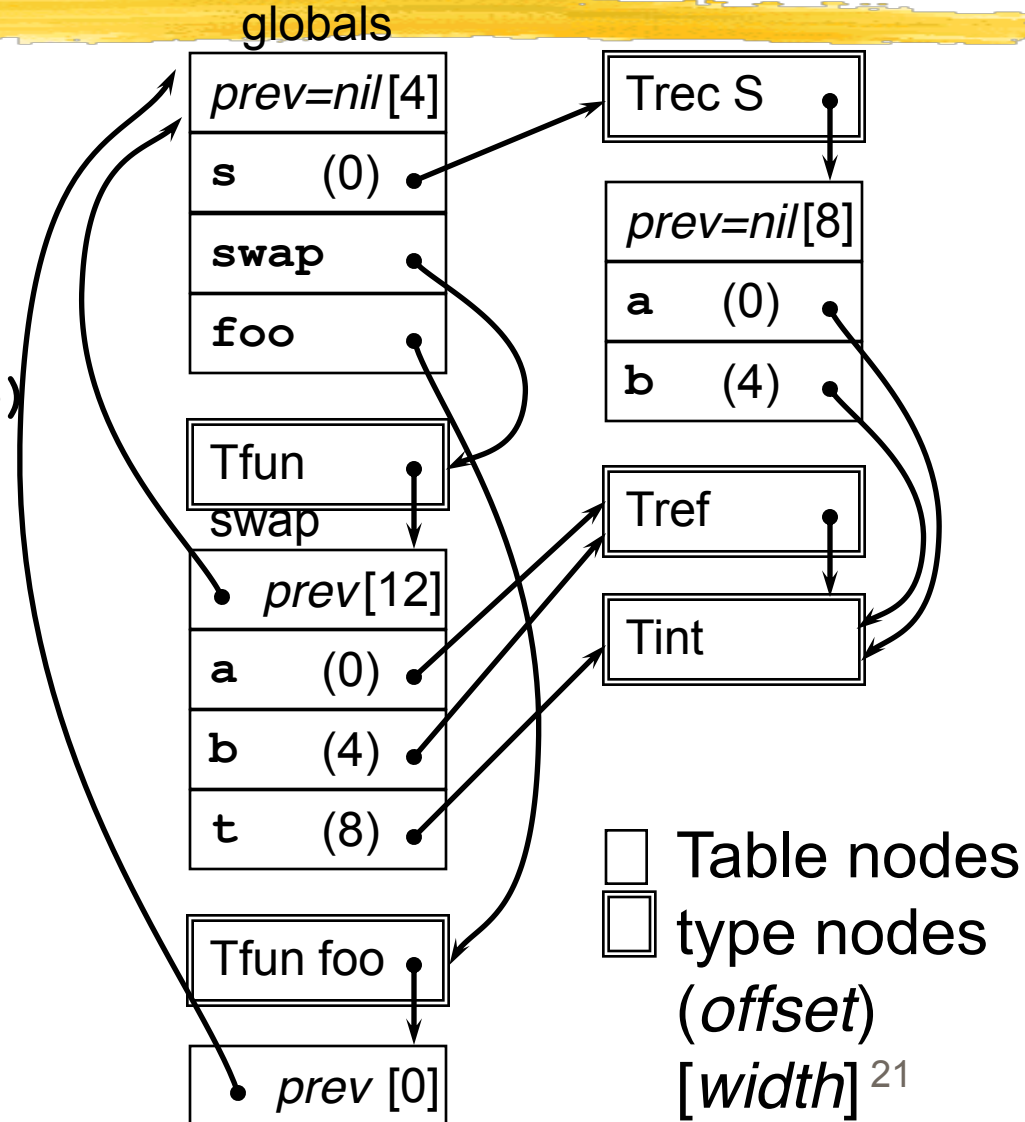 globals
prev=nil[4]
s (0)
swap
foo
)
Tfun
swap
prev[12]
a (0)
b (4)
t (8)
Tfun foo
prev [0]
Trec S
prev=nil[8]
a (0)
b (4)
Tref
Tint
Table nodes
type nodes
(offset)
[width] 21